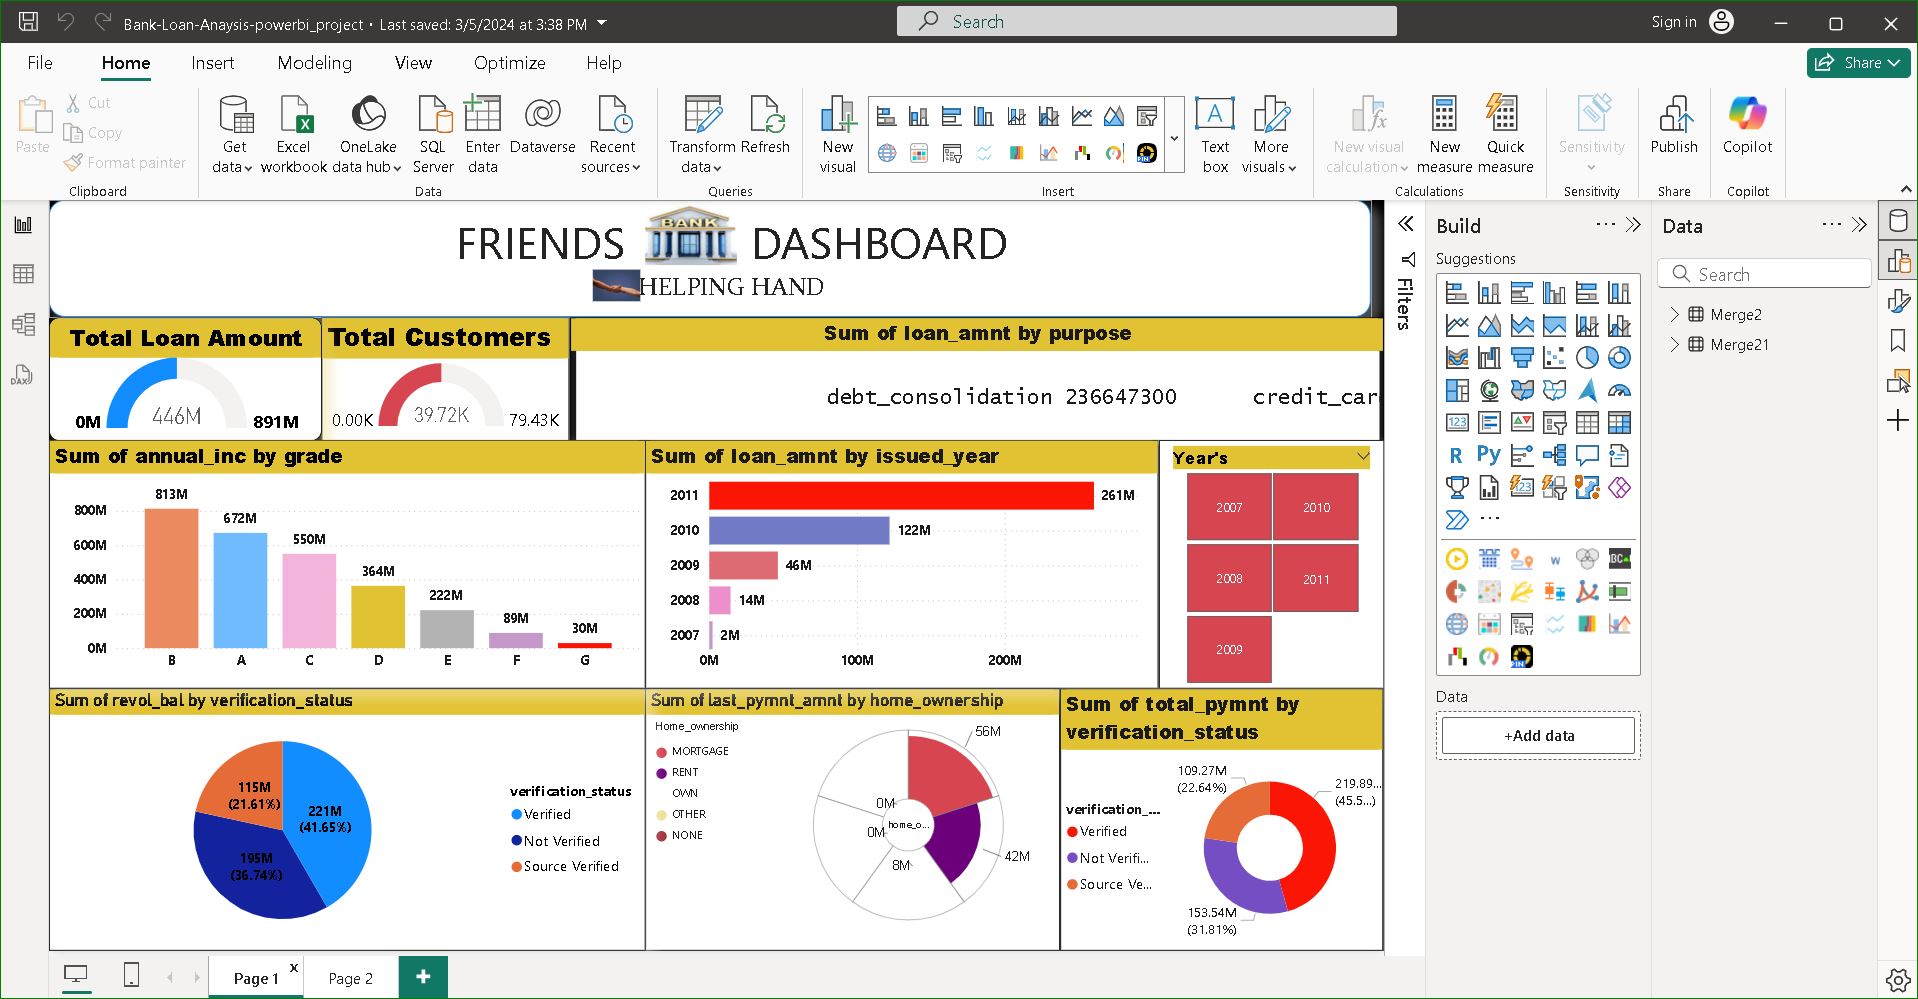 Bank-Loan-Anaysis-powerbi_project • Last saved: 3/5/2024 at 3:38 PM
Search
Sign in
File Home Insert Modeling View Optimize Help
Share
Paste
Cut
Copy
Format painter
Clipboard
Get data
Excel workbook
OneLake data hub
SQL Server
Enter data
Dataverse
Recent sources
Data
Transform data
Refresh
Queries
New visual
Text box
More visuals
Insert
New visual calculation
New measure
Quick measure
Calculations
Sensitivity
Sensitivity
Publish
Share
Copilot
Copilot
DAX
FRIENDS BANK DASHBOARD
HELPING HAND
Total Loan Amount
0M 446M 891M
Total Customers
0.00K 39.72K 79.43K
Sum of loan_amnt by purpose
debt_consolidation 236647300 credit_car
Sum of annual_inc by grade
800M
600M
400M
200M
0M
813M
672M
550M
364M
222M
89M
30M
B A C D E F G
Sum of loan_amnt by issued_year
2011 261M
2010 122M
2009 46M
2008 14M
2007 2M
0M 100M 200M
Year's
2007 2010
2008 2011
2009
Sum of revol_bal by verification_status
115M
(21.61%)
221M
(41.65%)
195M
(36.74%)
verification_status
Verified
Not Verified
Source Verified
Sum of last_pymnt_amnt by home_ownership
Home_ownership
MORTGAGE
RENT
OWN
OTHER
NONE
56M
0M
0M
home_o...
8M
42M
Sum of total_pymnt by
verification_status
verification_...
Verified
Not Verifi...
Source Ve...
109.27M
(22.64%)
219.89...
(45.5...)
153.54M
(31.81%)
Page 1 x
Page 2
+
Filters
Build
Suggestions
R Py
123
Data
+Add data
Data
Search
Merge2
Merge21